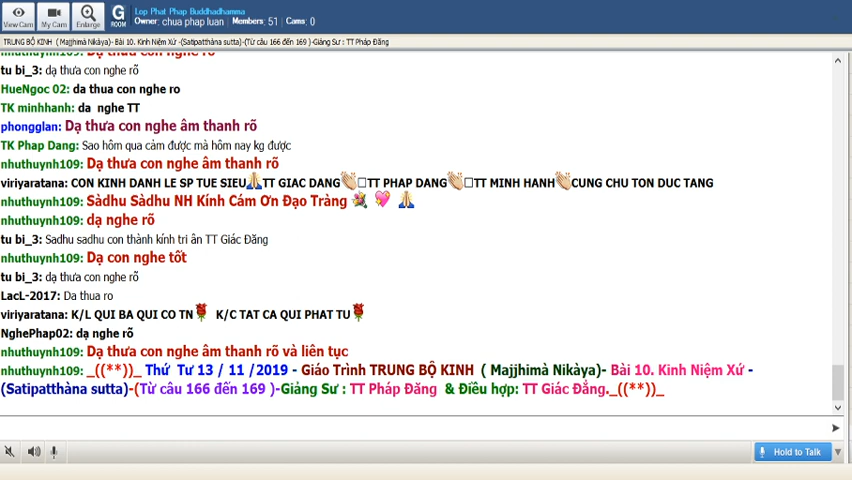 View Cam
My Cam
Enlarge
G
ROOM
Lop Phat Phap Buddhadhamma
Owner: chua phap luan | Members: 51 | Cams: 0
TRUNG BỘ KINH ( Majjhimà Nikàya)- Bài 10. Kinh Niệm Xứ -(Satipatthàna sutta)-(Từ câu 166 đến 169 )-Giảng Sư : TT Pháp Đăng
nhuthuynh109: Dạ thưa con nghe rõ
tu bi_3: dạ thưa con nghe rõ
HueNgoc 02: da thua con nghe ro
TK minhhanh: da nghe TT
phongglan: Dạ thưa con nghe âm thanh rõ
TK Phap Dang: Sao hôm qua cảm được mà hôm nay kg được
nhuthuynh109: Dạ thưa con nghe âm thanh rõ
viriyaratana: CON KINH DANH LE SP TUE SIEU🙏TT GIAC DANG👏□TT PHAP DANG👏□TT MINH HANH👏CUNG CHU TON DUC TANG
nhuthuynh109: Sàdhu Sàdhu NH Kính Cám Ơn Đạo Tràng 💐 💖 🙏
nhuthuynh109: dạ nghe rõ
tu bi_3: Sadhu sadhu con thành kính tri ân TT Giác Đăng
nhuthuynh109: Dạ con nghe tốt
tu bi_3: dạ thưa con nghe rõ
LacL-2017: Da thua ro
viriyaratana: K/L QUI BA QUI CO TN🌹 K/C TAT CA QUI PHAT TU🌹
NghePhap02: dạ nghe rõ
nhuthuynh109: Dạ thưa con nghe âm thanh rõ và liên tục
nhuthuynh109: _((**))_ Thứ Tư 13 / 11 /2019 - Giáo Trình TRUNG BỘ KINH ( Majjhimà Nikàya)- Bài 10. Kinh Niệm Xứ -
(Satipatthàna sutta)-(Từ câu 166 đến 169 )-Giảng Sư : TT Pháp Đăng & Điều hợp: TT Giác Đẳng._((**))_
Hold to Talk